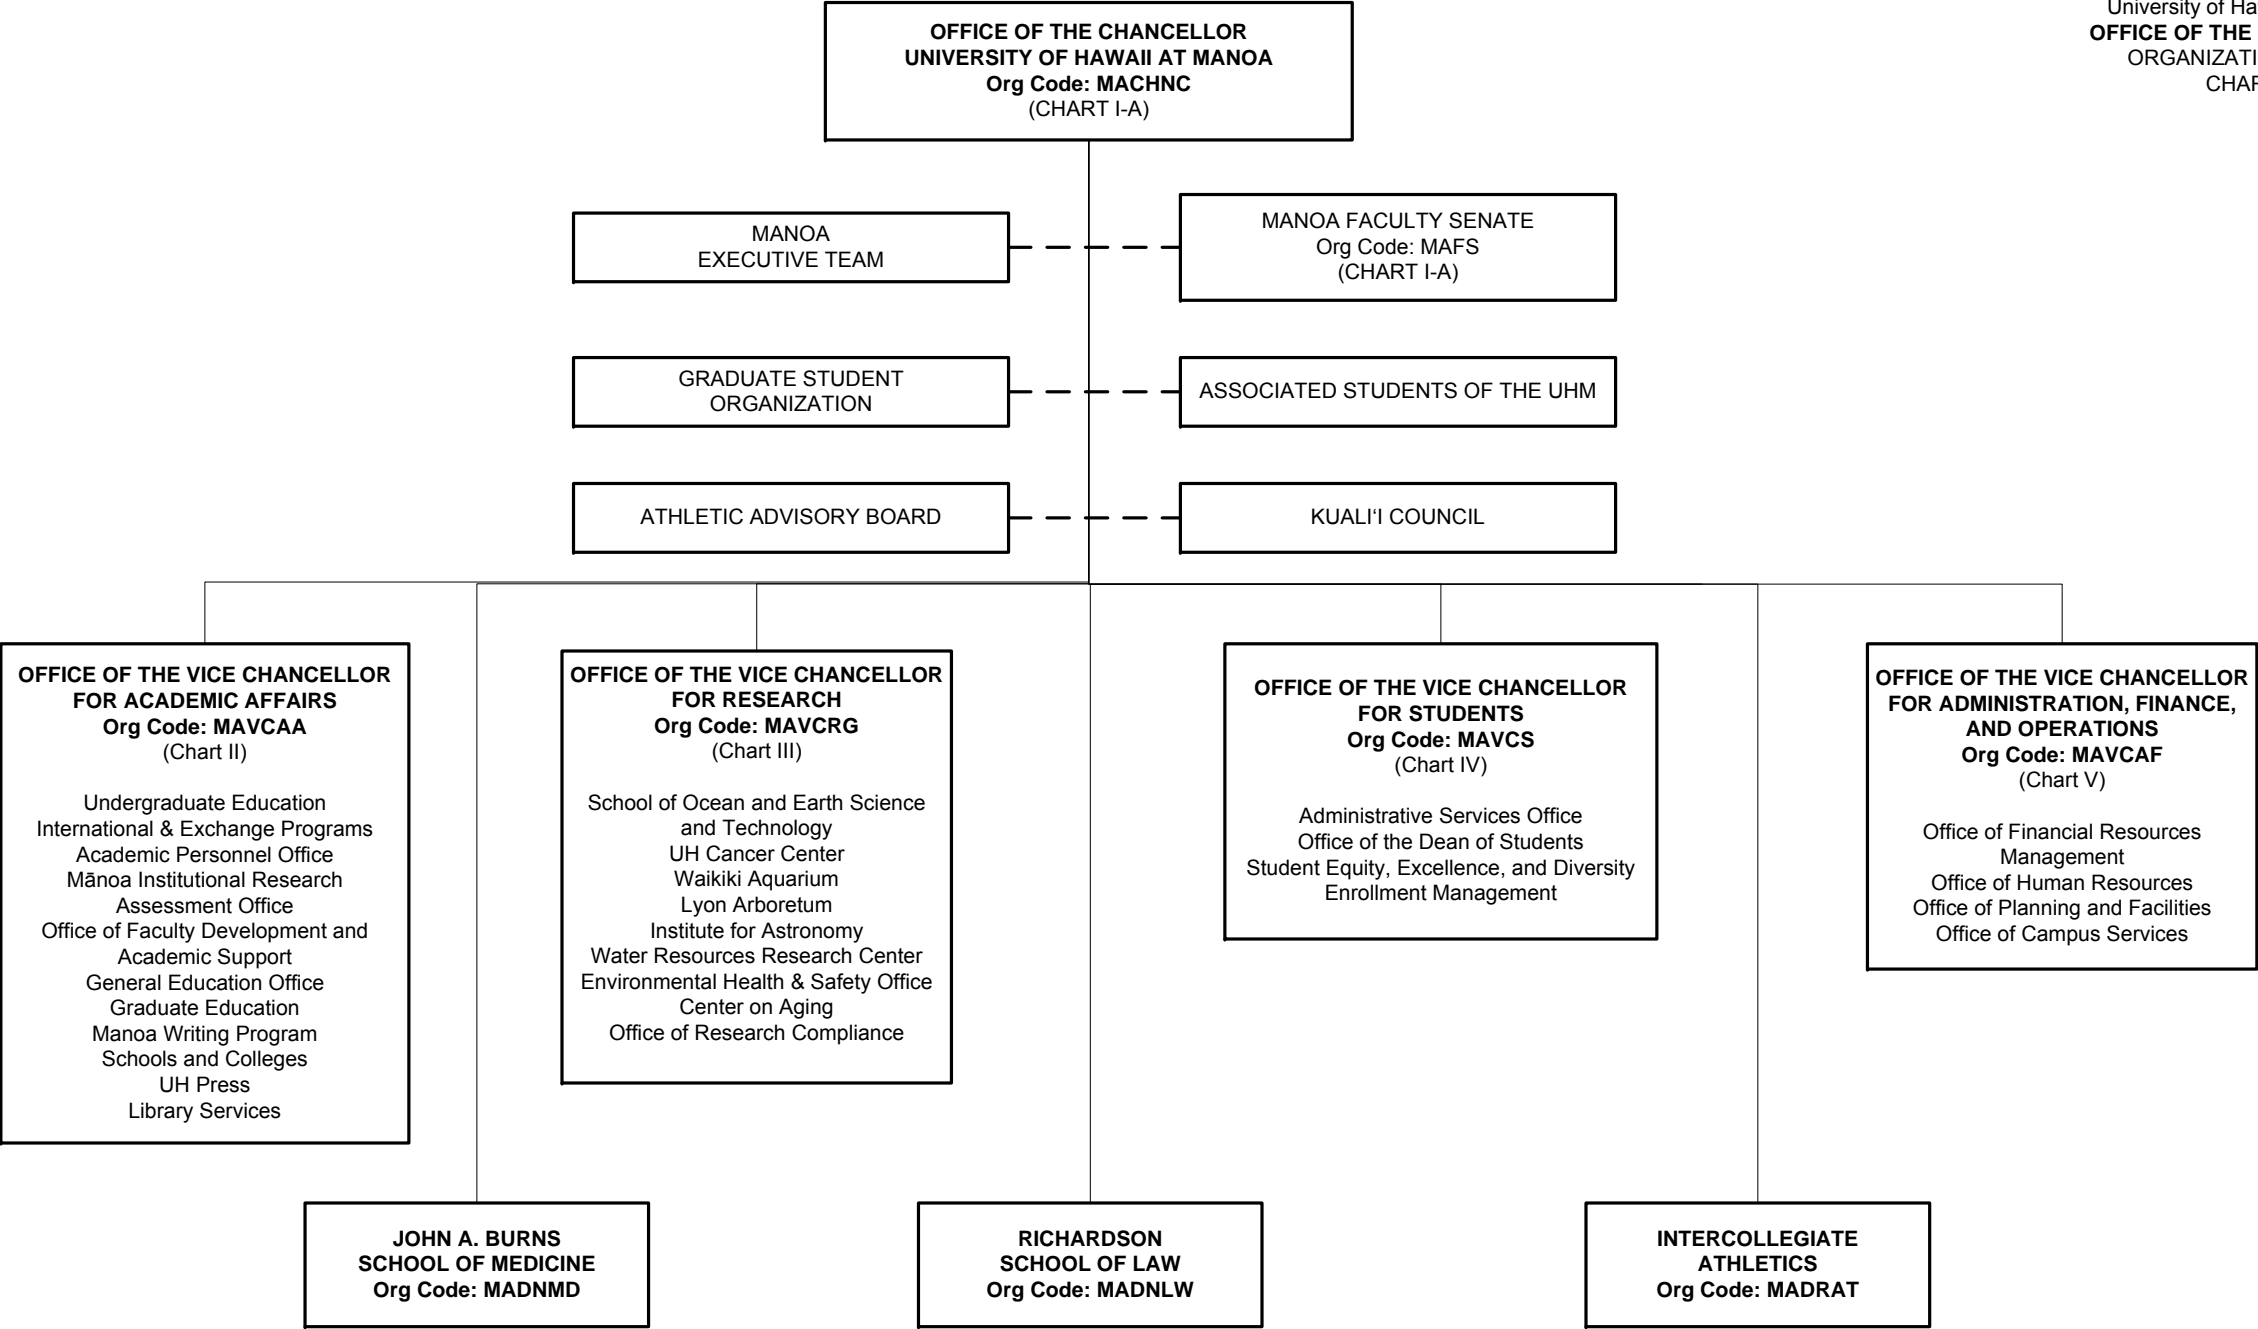 OFFICE OF THE CHANCELLOR
UNIVERSITY OF HAWAII AT MANOA
Org Code: MACHNC
(CHART I-A)
University of Ha
OFFICE OF THE
ORGANIZATI
CHAR
MANOA
EXECUTIVE TEAM
MANOA FACULTY SENATE
Org Code: MAFS
(CHART I-A)
GRADUATE STUDENT
ORGANIZATION
ASSOCIATED STUDENTS OF THE UHM
ATHLETIC ADVISORY BOARD
KUALI‘I COUNCIL
OFFICE OF THE VICE CHANCELLOR
FOR ACADEMIC AFFAIRS
Org Code: MAVCAA
(Chart II)
Undergraduate Education
International & Exchange Programs
Academic Personnel Office
Mānoa Institutional Research
Assessment Office
Office of Faculty Development and
Academic Support
General Education Office
Graduate Education
Manoa Writing Program
Schools and Colleges
UH Press
Library Services
OFFICE OF THE VICE CHANCELLOR
FOR RESEARCH
Org Code: MAVCRG
(Chart III)
School of Ocean and Earth Science
and Technology
UH Cancer Center
Waikiki Aquarium
Lyon Arboretum
Institute for Astronomy
Water Resources Research Center
Environmental Health & Safety Office
Center on Aging
Office of Research Compliance
OFFICE OF THE VICE CHANCELLOR
FOR STUDENTS
Org Code: MAVCS
(Chart IV)
Administrative Services Office
Office of the Dean of Students
Student Equity, Excellence, and Diversity
Enrollment Management
OFFICE OF THE VICE CHANCELLOR
FOR ADMINISTRATION, FINANCE,
AND OPERATIONS
Org Code: MAVCAF
(Chart V)
Office of Financial Resources
Management
Office of Human Resources
Office of Planning and Facilities
Office of Campus Services
JOHN A. BURNS
SCHOOL OF MEDICINE
Org Code: MADNMD
RICHARDSON
SCHOOL OF LAW
Org Code: MADNLW
INTERCOLLEGIATE
ATHLETICS
Org Code: MADRAT